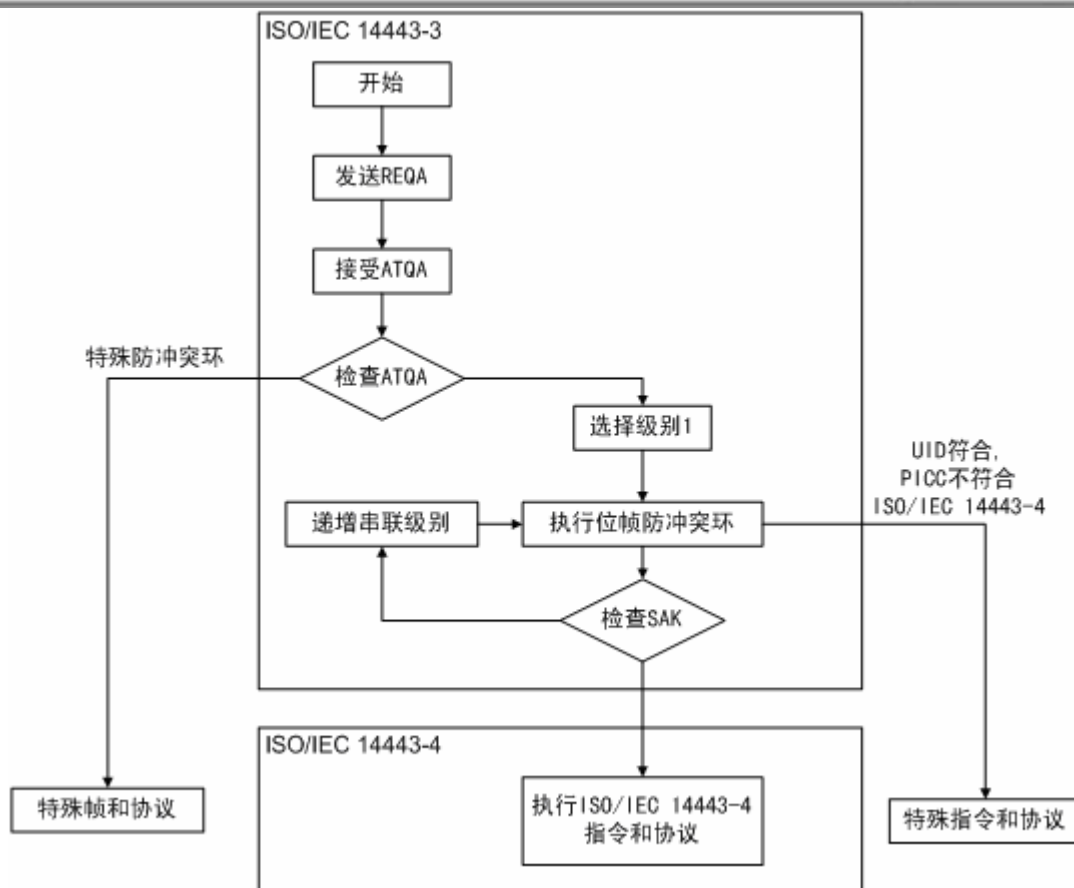 ISO/IEC 14443-3
开始
发送REQA
接受ATQA
特殊防冲突环
检查ATQA
选择级别1
UID符合,
PICC不符合
ISO/IEC 14443-4
递增串联级别
执行位帧防冲突环
检查SAK
ISO/IEC 14443-4
特殊帧和协议
执行ISO/IEC 14443-4
指令和协议
特殊指令和协议